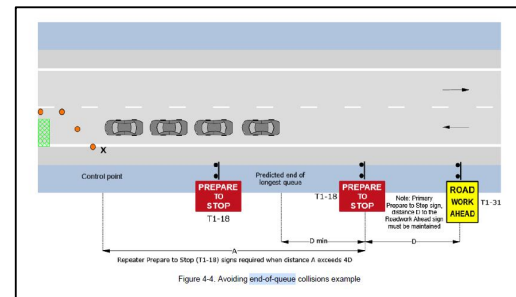 X
Control point
PREPARE
TO
STOP
T1-18
Predicted end of
longest queue
T1-18
PREPARE
TO
STOP
Note: Primary
Prepare to Stop sign,
distance D to the
Roadwork Ahead sign
must be maintained
ROAD
WORK
AHEAD
T1-31
D min
D
A
Repeater Prepare to Stop (T1-18) signs required when distance A exceeds 4D
Figure 4-4. Avoiding end-of-queue collisions example